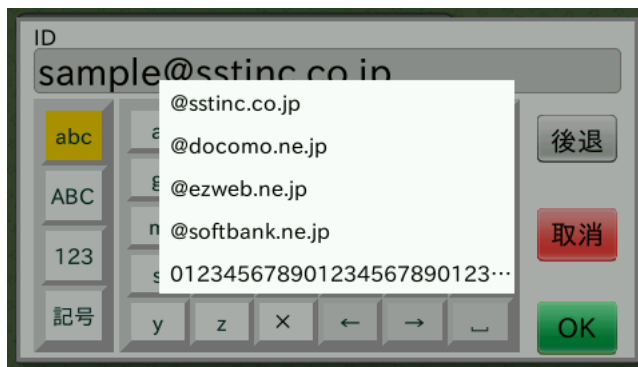 ID
sample@sstinc.co.jp
@sstinc.co.jp
@docomo.ne.jp
@ezweb.ne.jp
@softbank.ne.jp
012345678901234567890123…
abc
ABC
123
記号
a
g
m
s
y z × ← → ⎵
後退
取消
OK